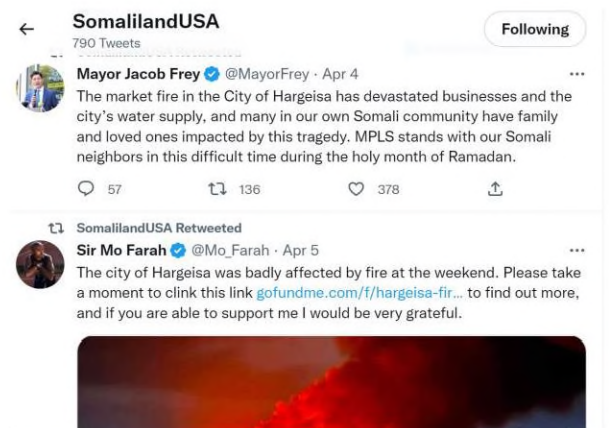 SomalilandUSA
790 Tweets
Following
SomalilandUSA Retweeted
Mayor Jacob Frey @MayorFrey · Apr 4
The market fire in the City of Hargeisa has devastated businesses and the
city's water supply, and many in our own Somali community have family
and loved ones impacted by this tragedy. MPLS stands with our Somali
neighbors in this difficult time during the holy month of Ramadan.
57 136 378
SomalilandUSA Retweeted
Sir Mo Farah @Mo_Farah · Apr 5
The city of Hargeisa was badly affected by fire at the weekend. Please take
a moment to clink this link gofundme.com/f/hargeisa-fir... to find out more,
and if you are able to support me I would be very grateful.